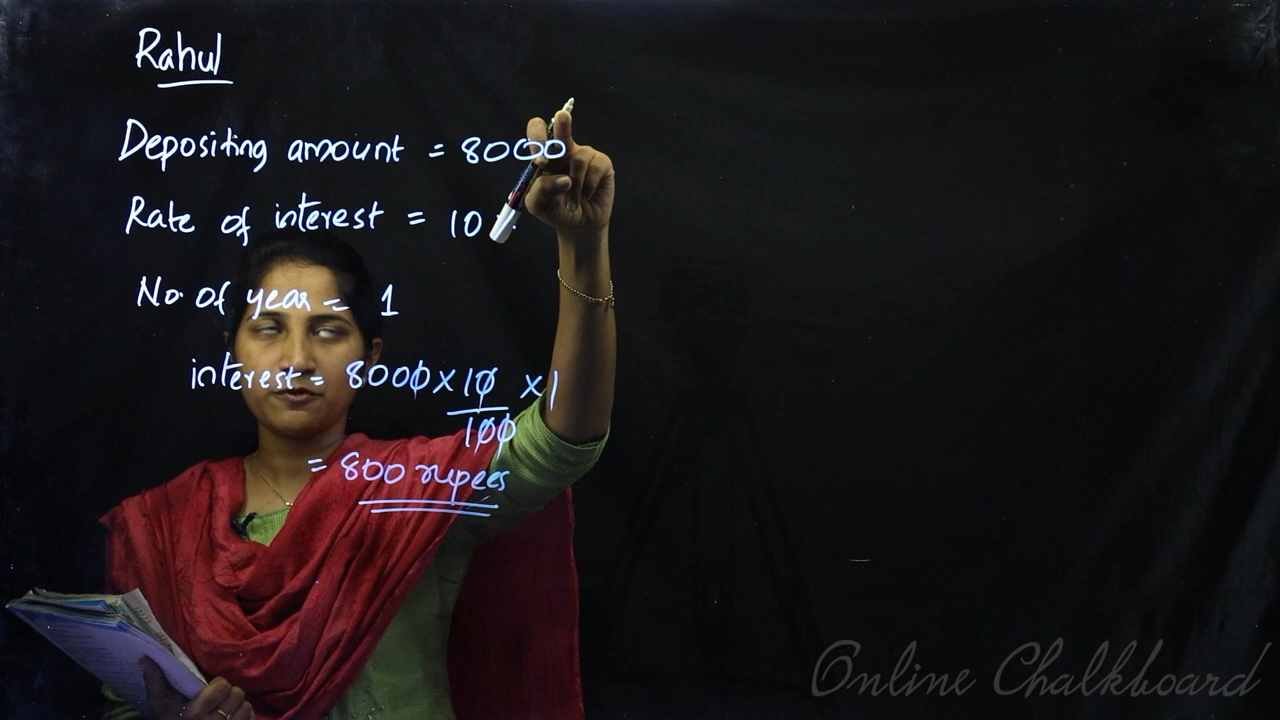 Rahul
Depositing amount = 8000
Rate of interest = 10
No. of year = 1
interest = 8000 × 10/100 × 1
= 800 rupees
Online Chalkboard